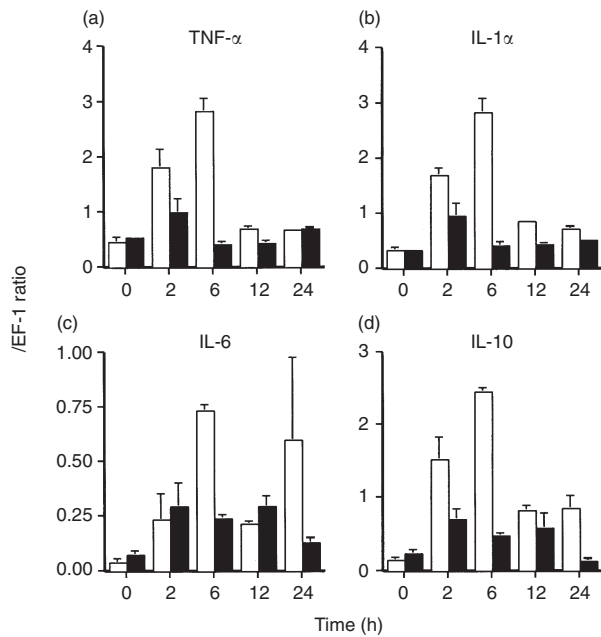 (a)
TNF-α
4
3
2
1
0
0 2 6 12 24
(b)
IL-1α
4
3
2
1
0
0 2 6 12 24
/EF-1 ratio
(c)
IL-6
1.00
0.75
0.50
0.25
0.00
0 2 6 12 24
(d)
IL-10
3
2
1
0
0 2 6 12 24
Time (h)